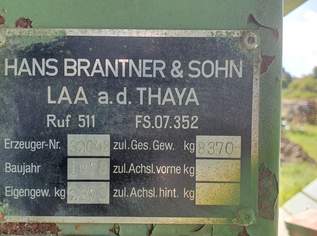 HANS BRANTNER & SOHN
LAA a.d. THAYA
Ruf 511 FS.07.352
Erzeuger-Nr. zul. Ges. Gew. kg 8370
Baujahr zul. Achsl. vorne kg
Eigengew. kg zul. Achsl. hint. kg